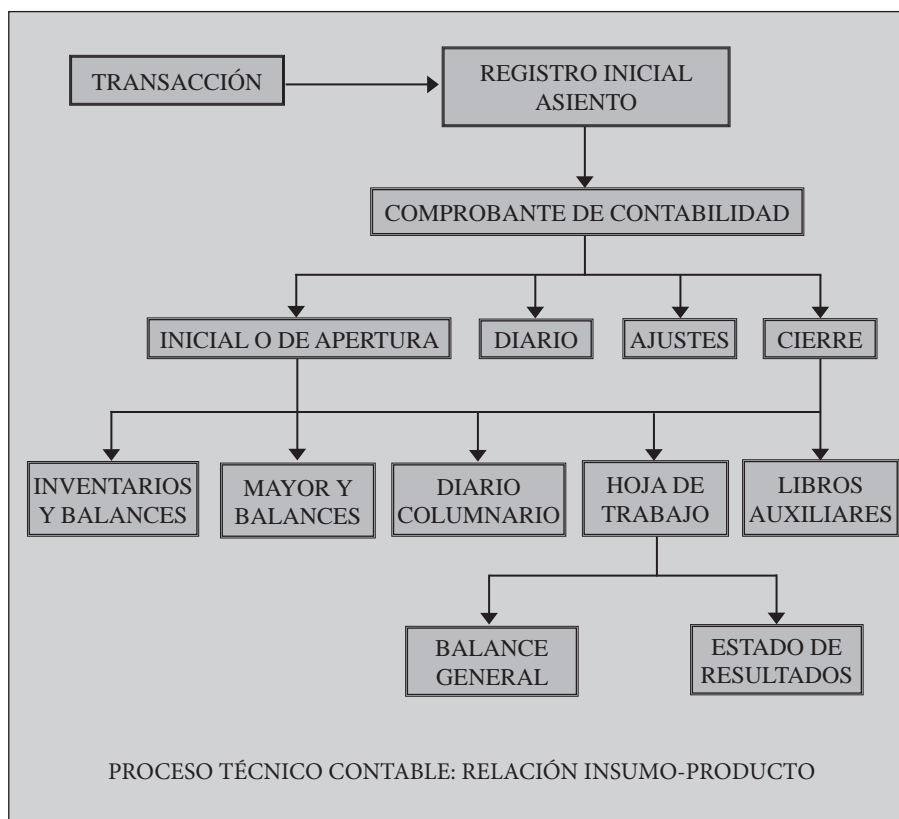 TRANSACCIÓN
REGISTRO INICIAL
ASIENTO
COMPROBANTE DE CONTABILIDAD
INICIAL O DE APERTURA
DIARIO
AJUSTES
CIERRE
INVENTARIOS
Y BALANCES
MAYOR Y
BALANCES
DIARIO
COLUMNARIO
HOJA DE
TRABAJO
LIBROS
AUXILIARES
BALANCE
GENERAL
ESTADO DE
RESULTADOS
PROCESO TÉCNICO CONTABLE: RELACIÓN INSUMO-PRODUCTO